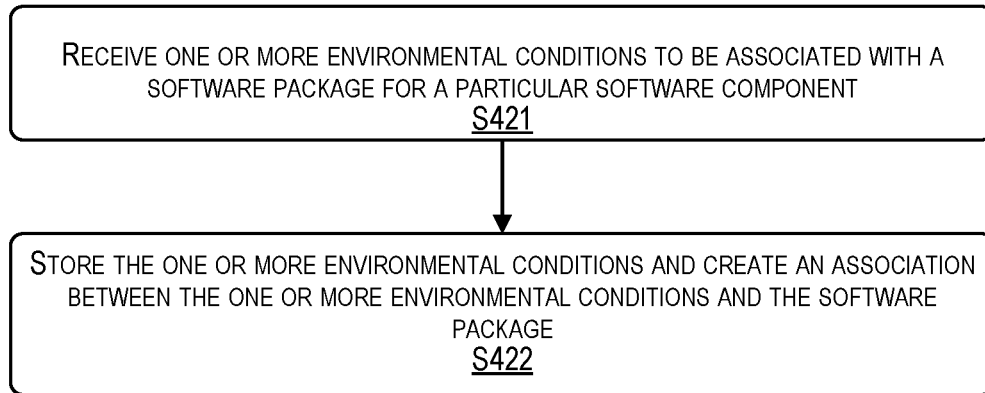 RECEIVE ONE OR MORE ENVIRONMENTAL CONDITIONS TO BE ASSOCIATED WITH A
SOFTWARE PACKAGE FOR A PARTICULAR SOFTWARE COMPONENT
S421
STORE THE ONE OR MORE ENVIRONMENTAL CONDITIONS AND CREATE AN ASSOCIATION
BETWEEN THE ONE OR MORE ENVIRONMENTAL CONDITIONS AND THE SOFTWARE
PACKAGE
S422